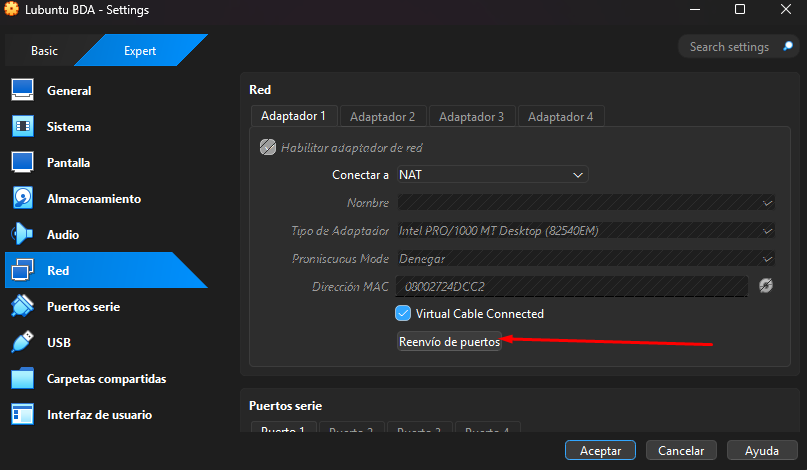 Lubuntu BDA - Settings
Basic Expert Search settings
General
Sistema
Pantalla
Almacenamiento
Audio
Red
Puertos serie
USB
Carpetas compartidas
Interfaz de usuario
Red
Adaptador 1 Adaptador 2 Adaptador 3 Adaptador 4
Habilitar adaptador de red
Conectar a NAT
Nombre
Tipo de Adaptador Intel PRO/1000 MT Desktop (82540EM)
Promiscuous Mode Denegar
Dirección MAC 08002724DCC2
Virtual Cable Connected
Reenvío de puertos
Puertos serie
Puerto 1 Puerto 2 Puerto 3 Puerto 4
Aceptar Cancelar Ayuda